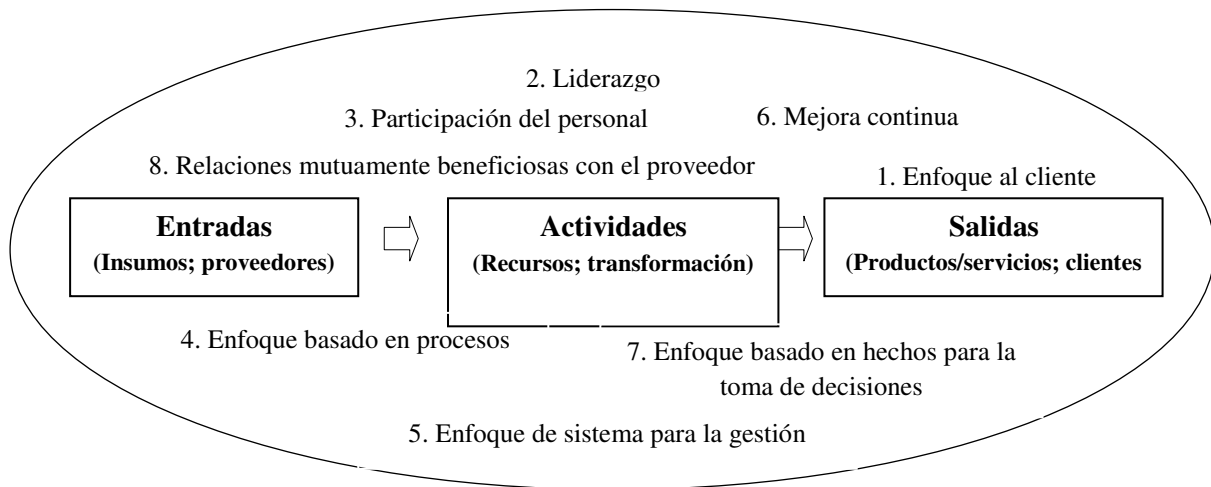 2. Liderazgo
3. Participación del personal
6. Mejora continua
8. Relaciones mutuamente beneficiosas con el proveedor
1. Enfoque al cliente
Entradas
(Insumos; proveedores)
Actividades
(Recursos; transformación)
Salidas
(Productos/servicios; clientes
4. Enfoque basado en procesos
7. Enfoque basado en hechos para la
toma de decisiones
5. Enfoque de sistema para la gestión